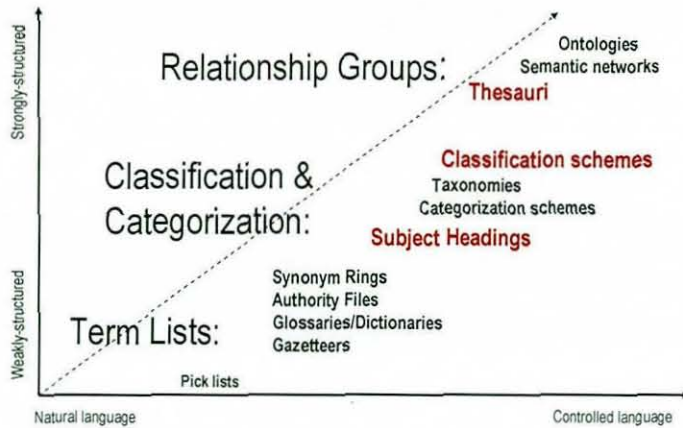 Strongly-structured
Ontologies
Relationship Groups:
Semantic networks
Thesauri
Classification schemes
Classification &
Taxonomies
Categorization:
Categorization schemes
Subject Headings
Weakly-structured
Synonym Rings
Authority Files
Term Lists:
Glossaries/Dictionaries
Gazetteers
Pick lists
Natural language
Controlled language